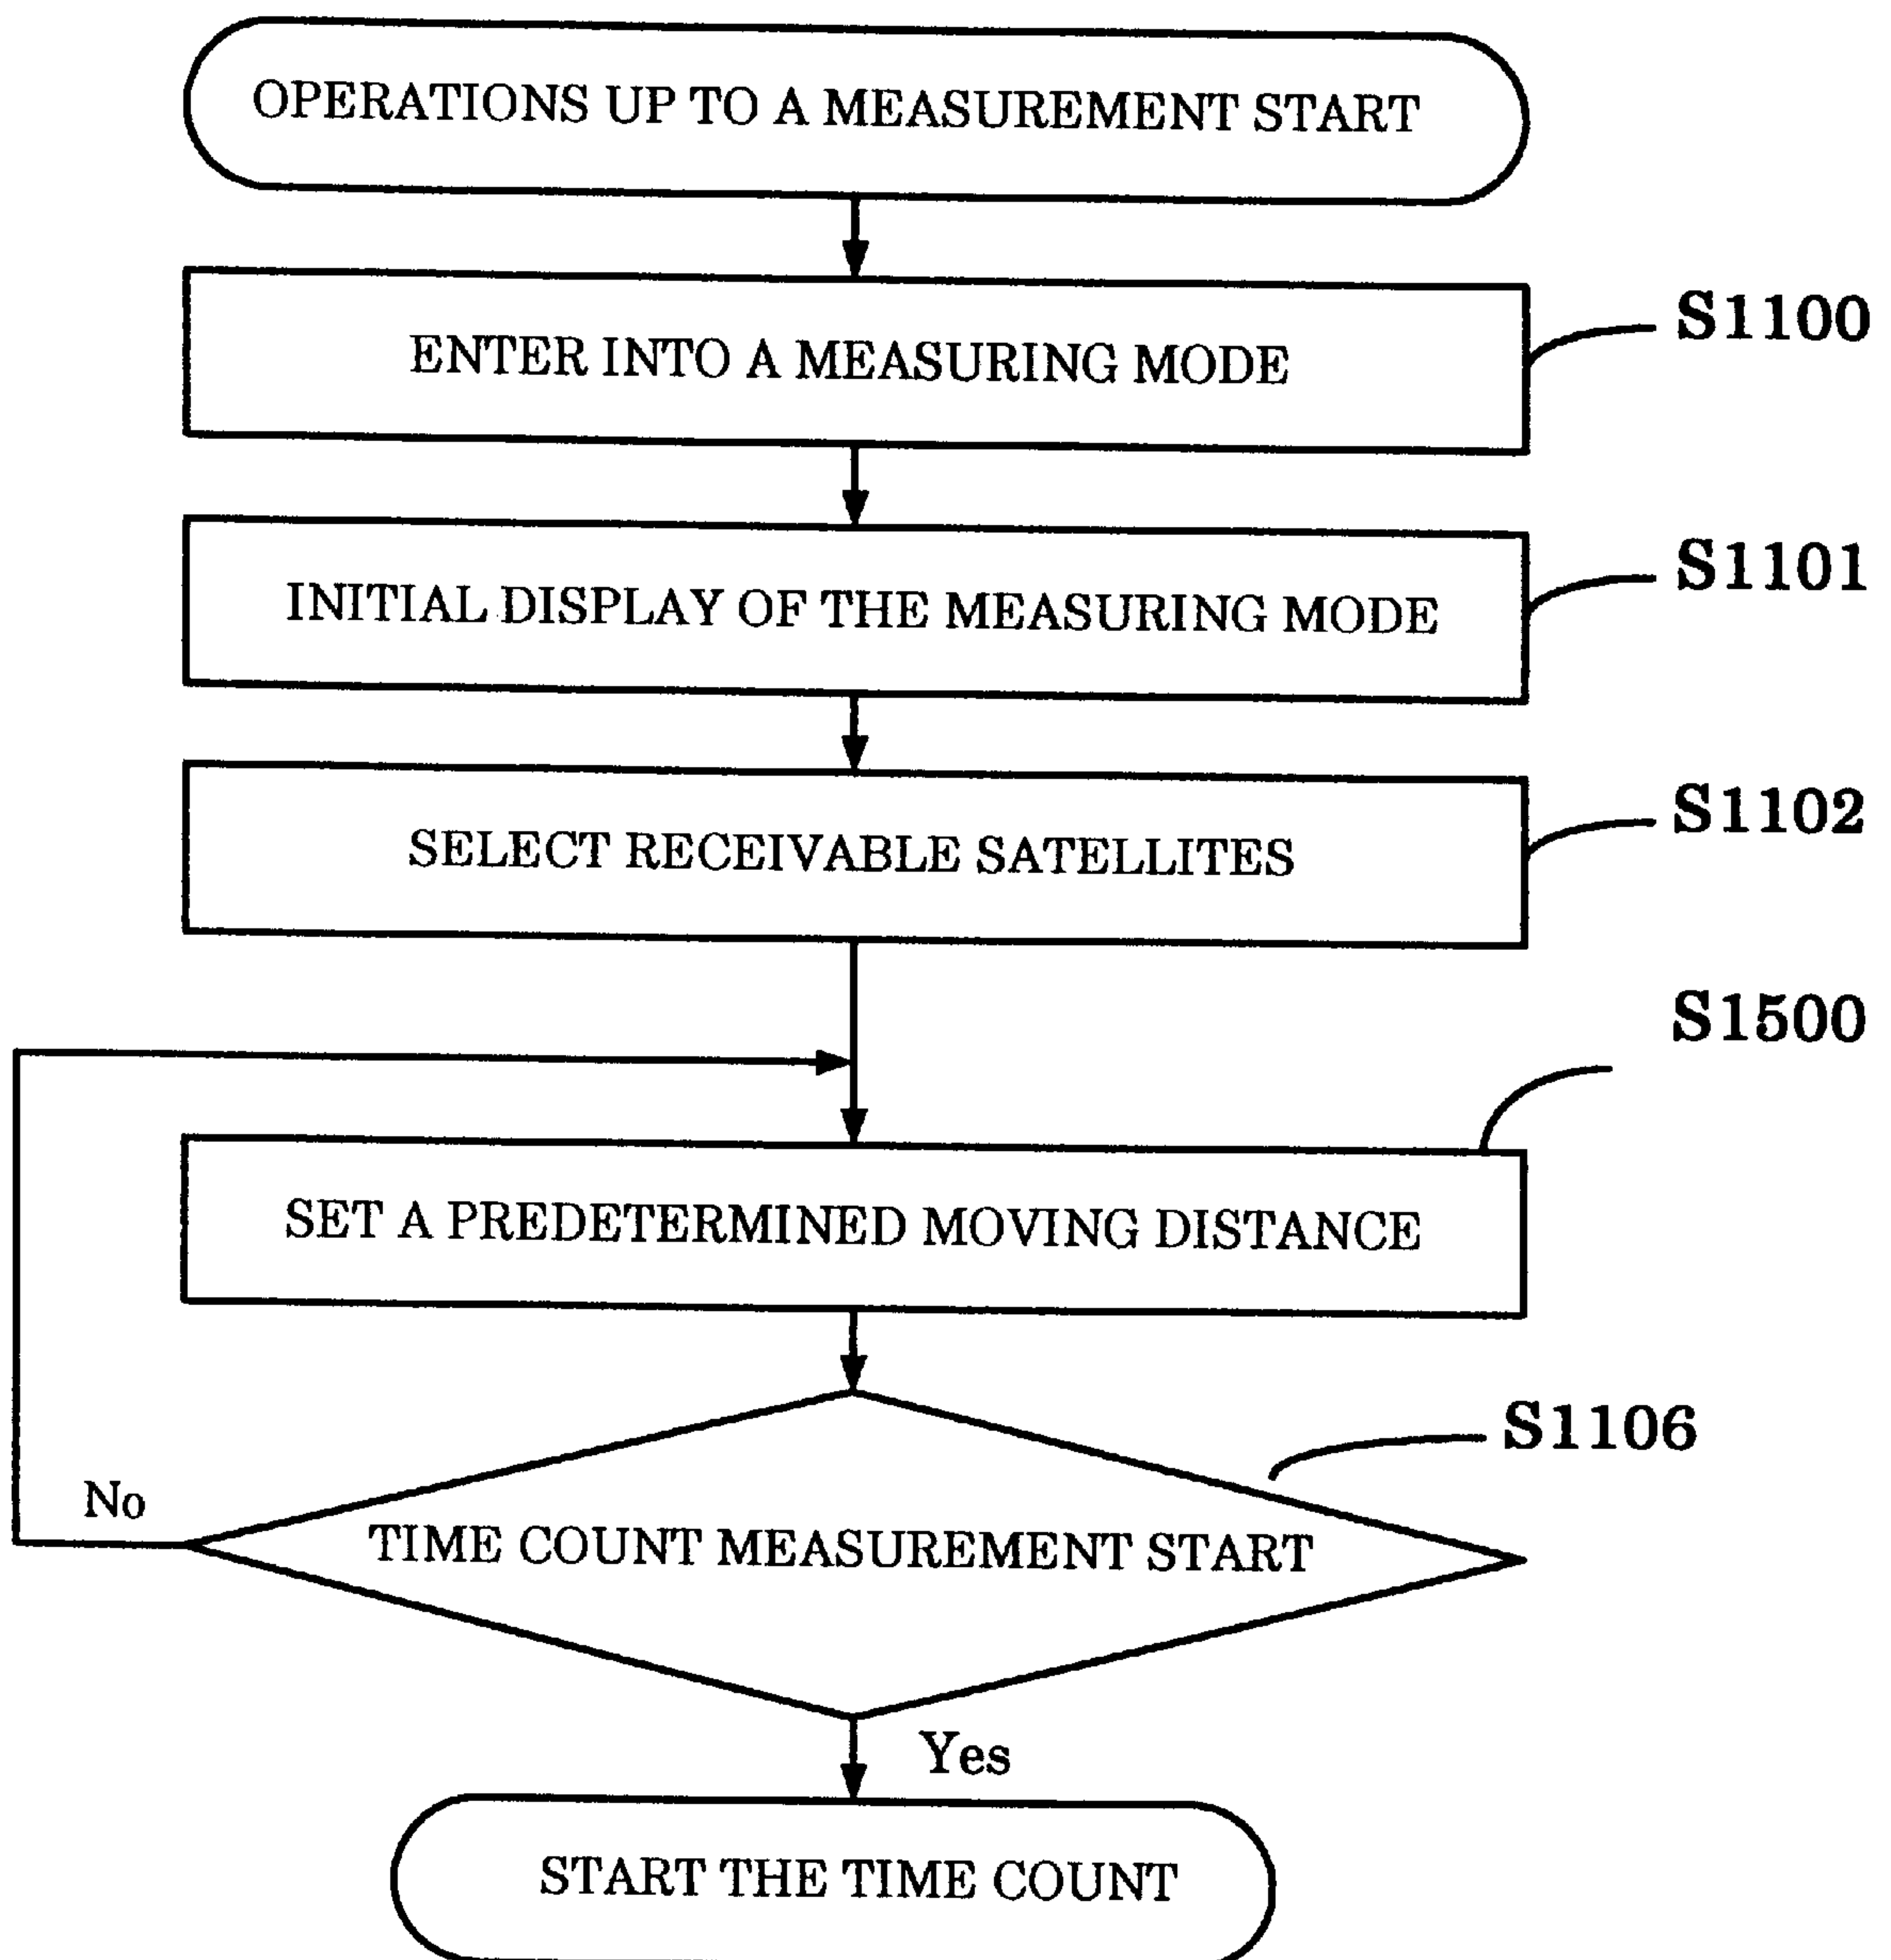 OPERATIONS UP TO A MEASUREMENT START
ENTER INTO A MEASURING MODE
S1100
INITIAL DISPLAY OF THE MEASURING MODE
S1101
SELECT RECEIVABLE SATELLITES
S1102
S1500
SET A PREDETERMINED MOVING DISTANCE
S1106
No
TIME COUNT MEASUREMENT START
Yes
START THE TIME COUNT